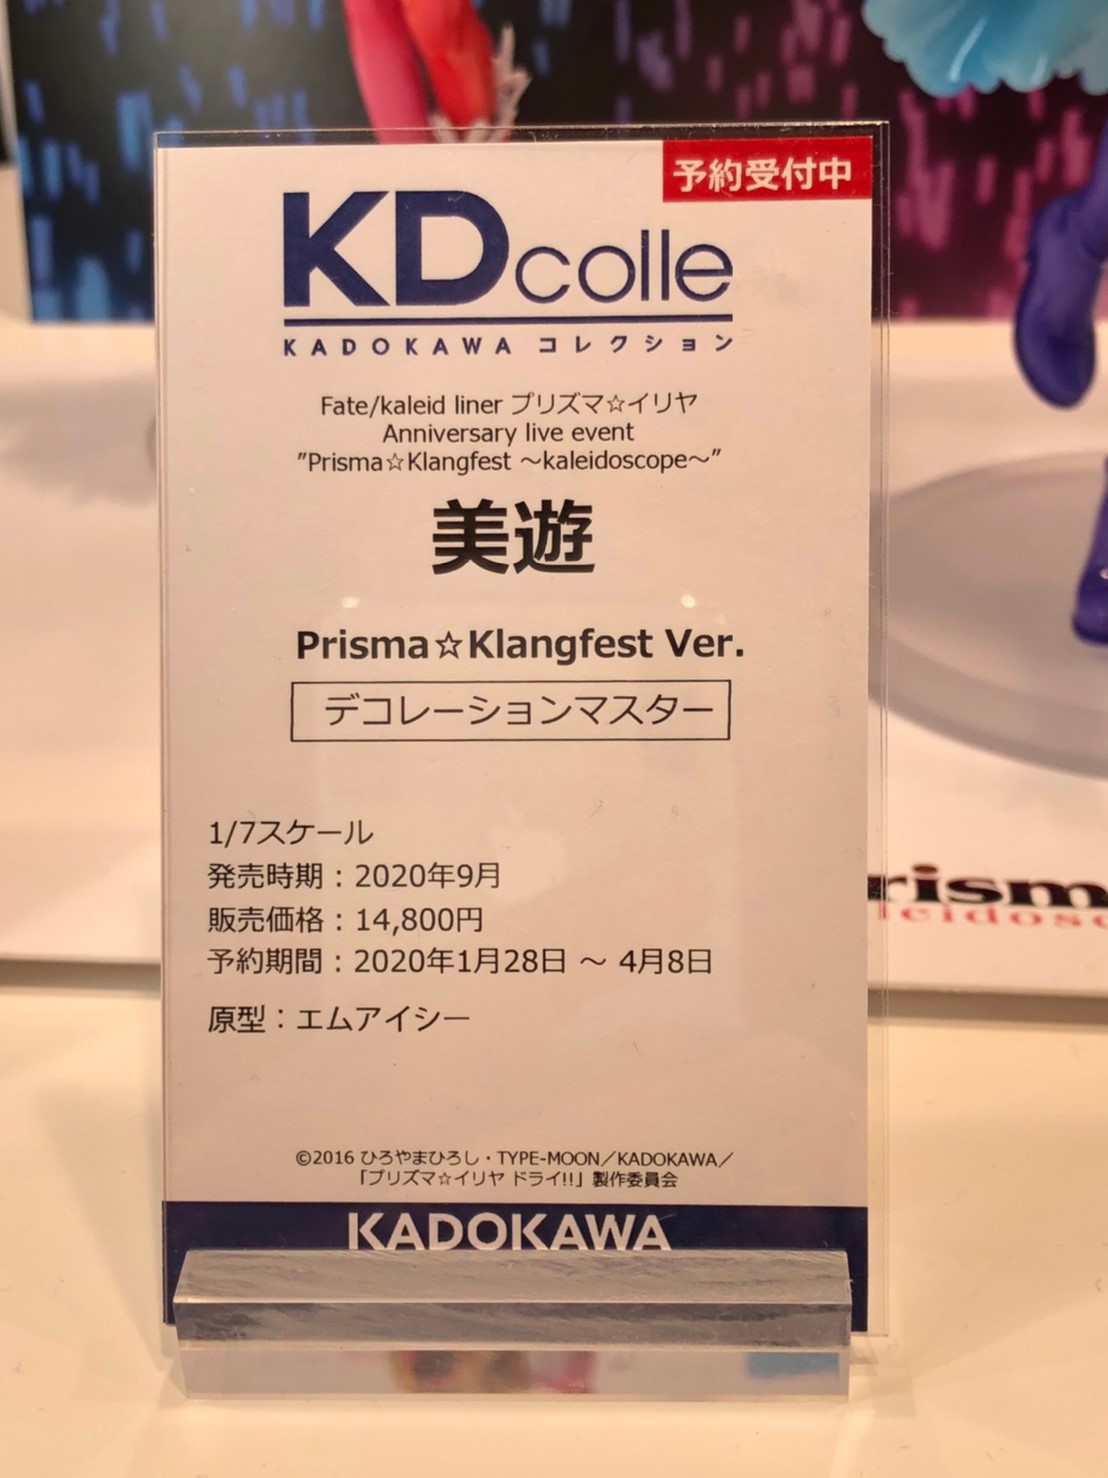 予約受付中
KDcolle
KADOKAWA コレクション
Fate/kaleid liner プリズマ☆イリヤ
Anniversary live event
”Prisma☆Klangfest ～kaleidoscope～”
美遊
Prisma☆Klangfest Ver.
デコレーションマスター
1/7スケール
発売時期：2020年9月
販売価格：14,800円
予約期間：2020年1月28日 ～ 4月8日
原型：エムアイシー
©2016 ひろやまひろし・TYPE-MOON／KADOKAWA／
「プリズマ☆イリヤ ドライ!!」製作委員会
KADOKAWA